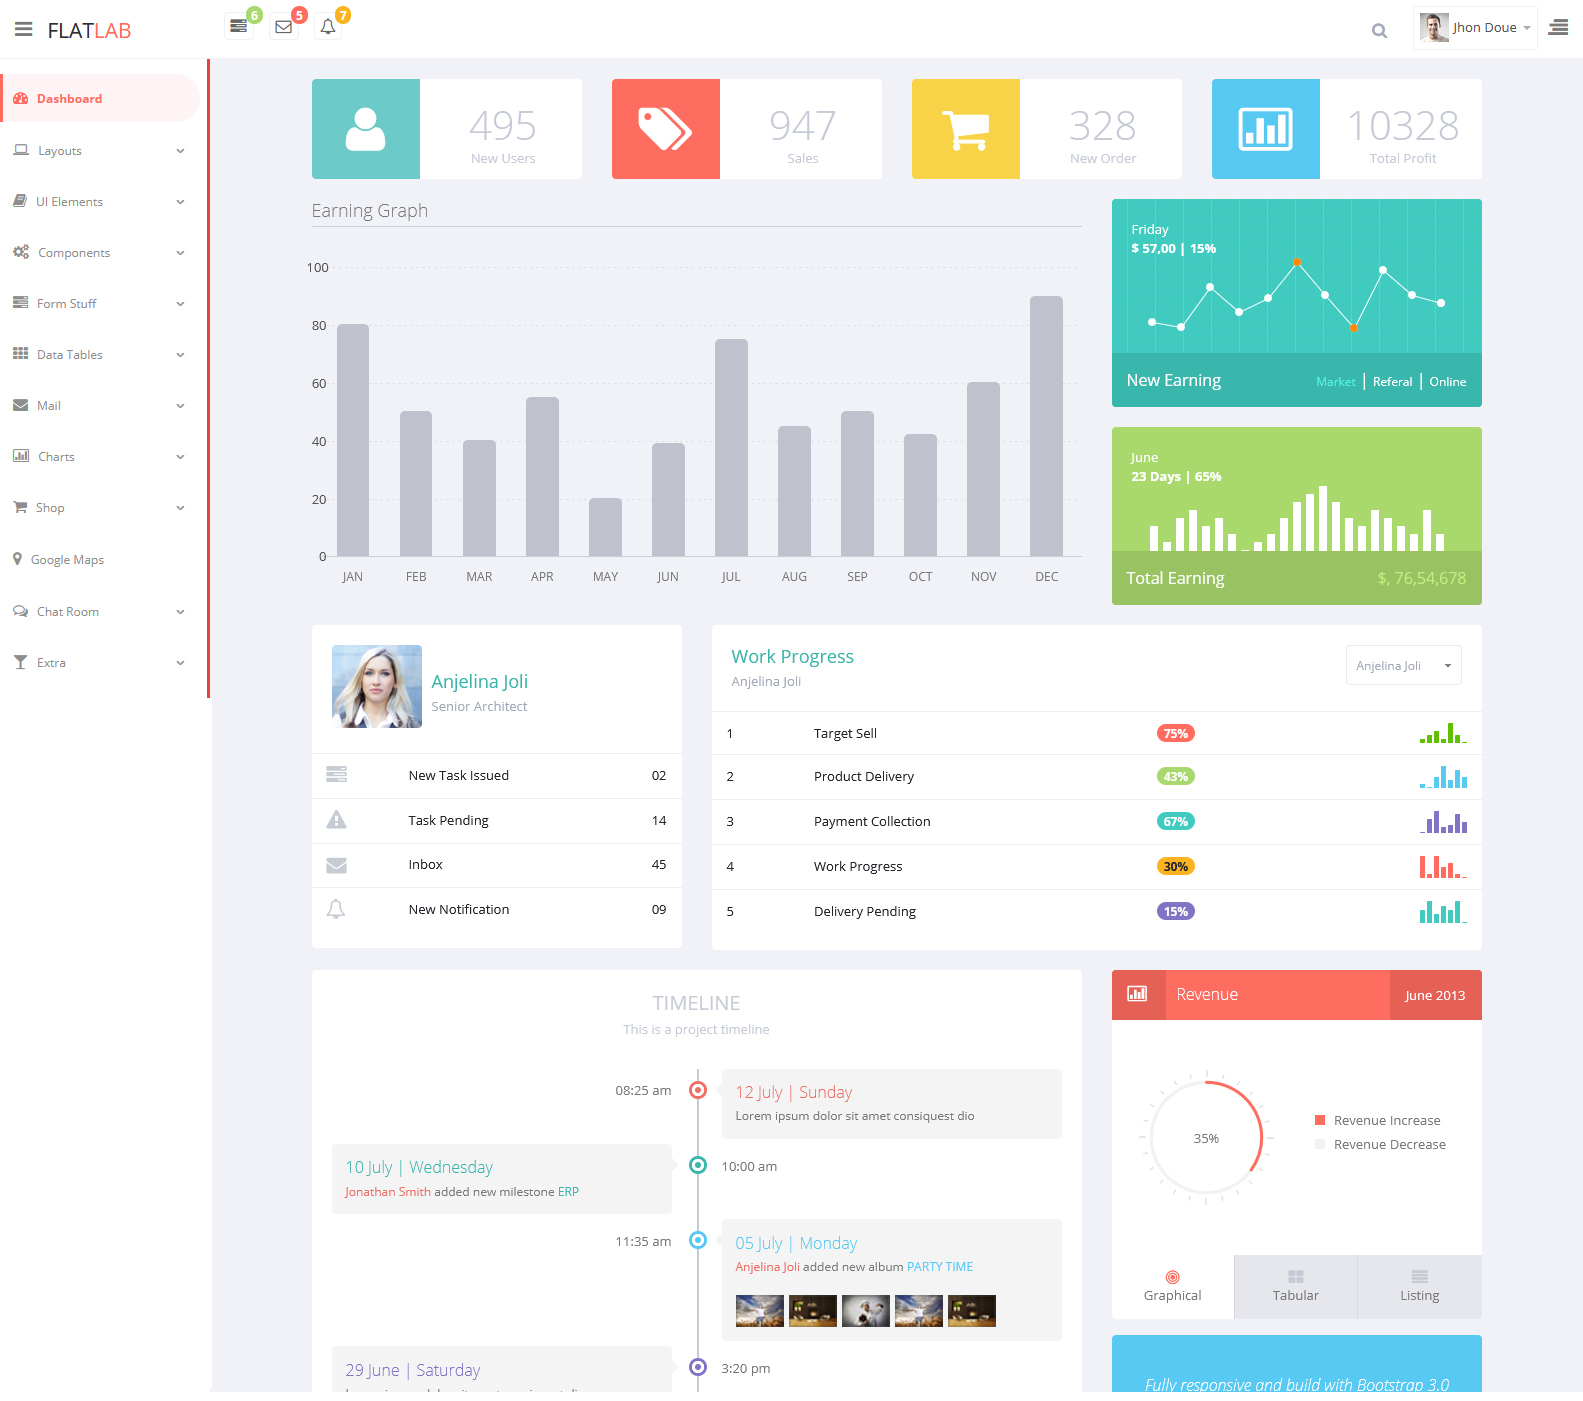 FLATLAB
6
5
7
Jhon Doue
Dashboard
Layouts
UI Elements
Components
Form Stuff
Data Tables
Mail
Charts
Shop
Google Maps
Chat Room
Extra
495
New Users
947
Sales
328
New Order
10328
Total Profit
Earning Graph
100
80
60
40
20
0
JAN FEB MAR APR MAY JUN JUL AUG SEP OCT NOV DEC
Friday
$ 57,00 | 15%
New Earning
Market | Referal | Online
June
23 Days | 65%
Total Earning
$, 76,54,678
Anjelina Joli
Senior Architect
New Task Issued 02
Task Pending 14
Inbox 45
New Notification 09
Work Progress
Anjelina Joli
Anjelina Joli
1 Target Sell 75%
2 Product Delivery 43%
3 Payment Collection 67%
4 Work Progress 30%
5 Delivery Pending 15%
TIMELINE
This is a project timeline
08:25 am
12 July | Sunday
Lorem ipsum dolor sit amet consiquest dio
10 July | Wednesday
Jonathan Smith added new milestone ERP
10:00 am
11:35 am
05 July | Monday
Anjelina Joli added new album PARTY TIME
29 June | Saturday
3:20 pm
Revenue
June 2013
35%
Revenue Increase
Revenue Decrease
Graphical
Tabular
Listing
Fully responsive and build with Bootstrap 3.0